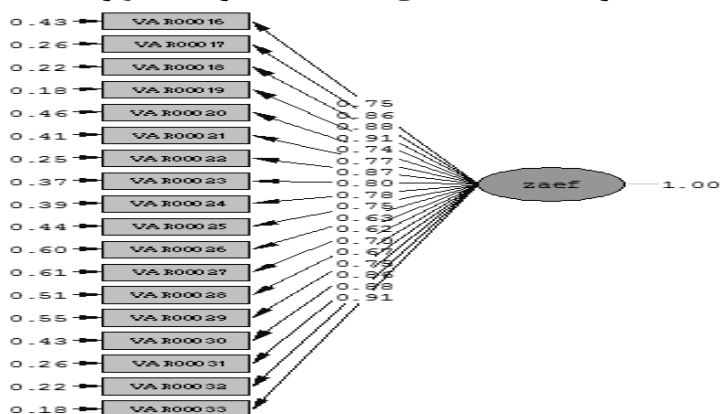 0.43 VAR00016
0.26 VAR00017
0.22 VAR00018
0.18 VAR00019
0.46 VAR00020
0.41 VAR00021
0.25 VAR00022
0.37 VAR00023
0.39 VAR00024
0.44 VAR00025
0.60 VAR00026
0.61 VAR00027
0.51 VAR00028
0.55 VAR00029
0.43 VAR00030
0.26 VAR00031
0.22 VAR00032
0.18 VAR00033
0.75
0.86
0.88
0.91
0.74
0.77
0.87
0.80
0.78
0.75
0.63
0.62
0.70
0.67
0.86
0.88
0.91
zaef 1.00